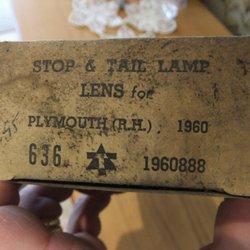 STOP & TAIL LAMP
LENS for
PLYMOUTH (R.H.), 1960
636 1960888